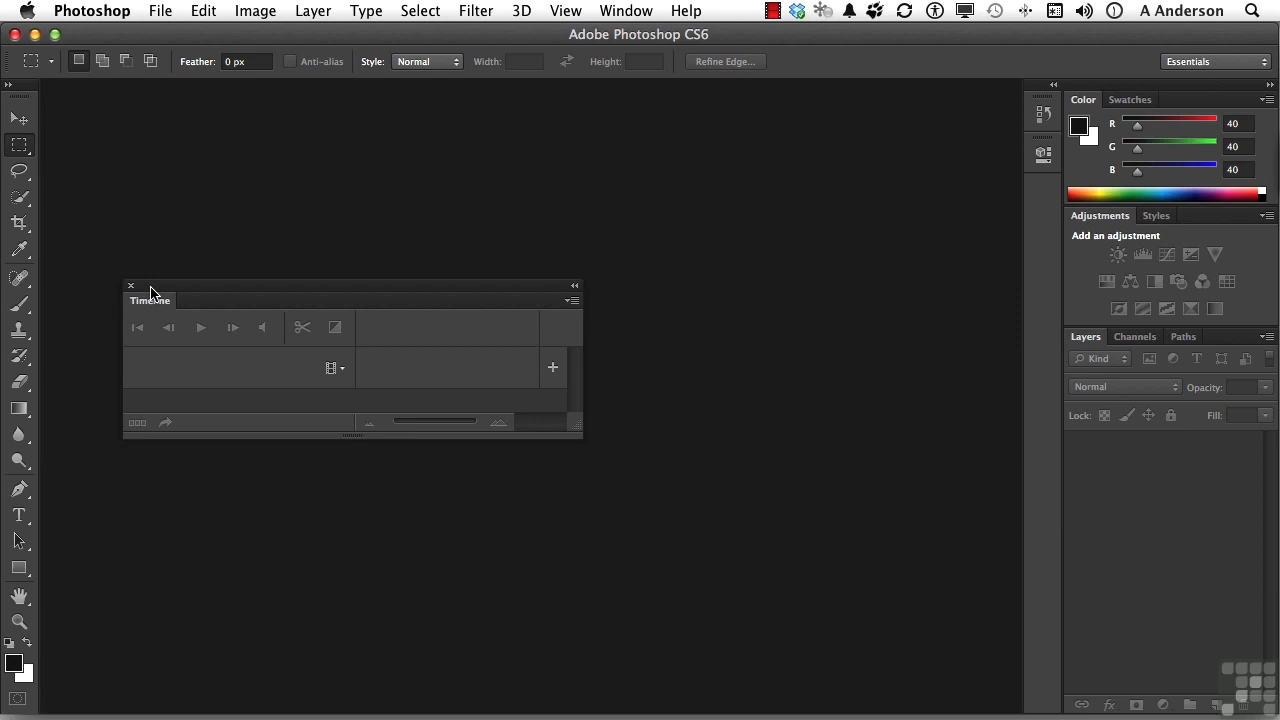 Photoshop File Edit Image Layer Type Select Filter 3D View Window Help A Anderson
Adobe Photoshop CS6
Feather: 0 px Anti-alias Style: Normal Width: Height: Refine Edge... Essentials
Color Swatches
R 40
G 40
B 40
Adjustments Styles
Add an adjustment
Timeline
Layers Channels Paths
Kind
Normal Opacity:
Lock: Fill: